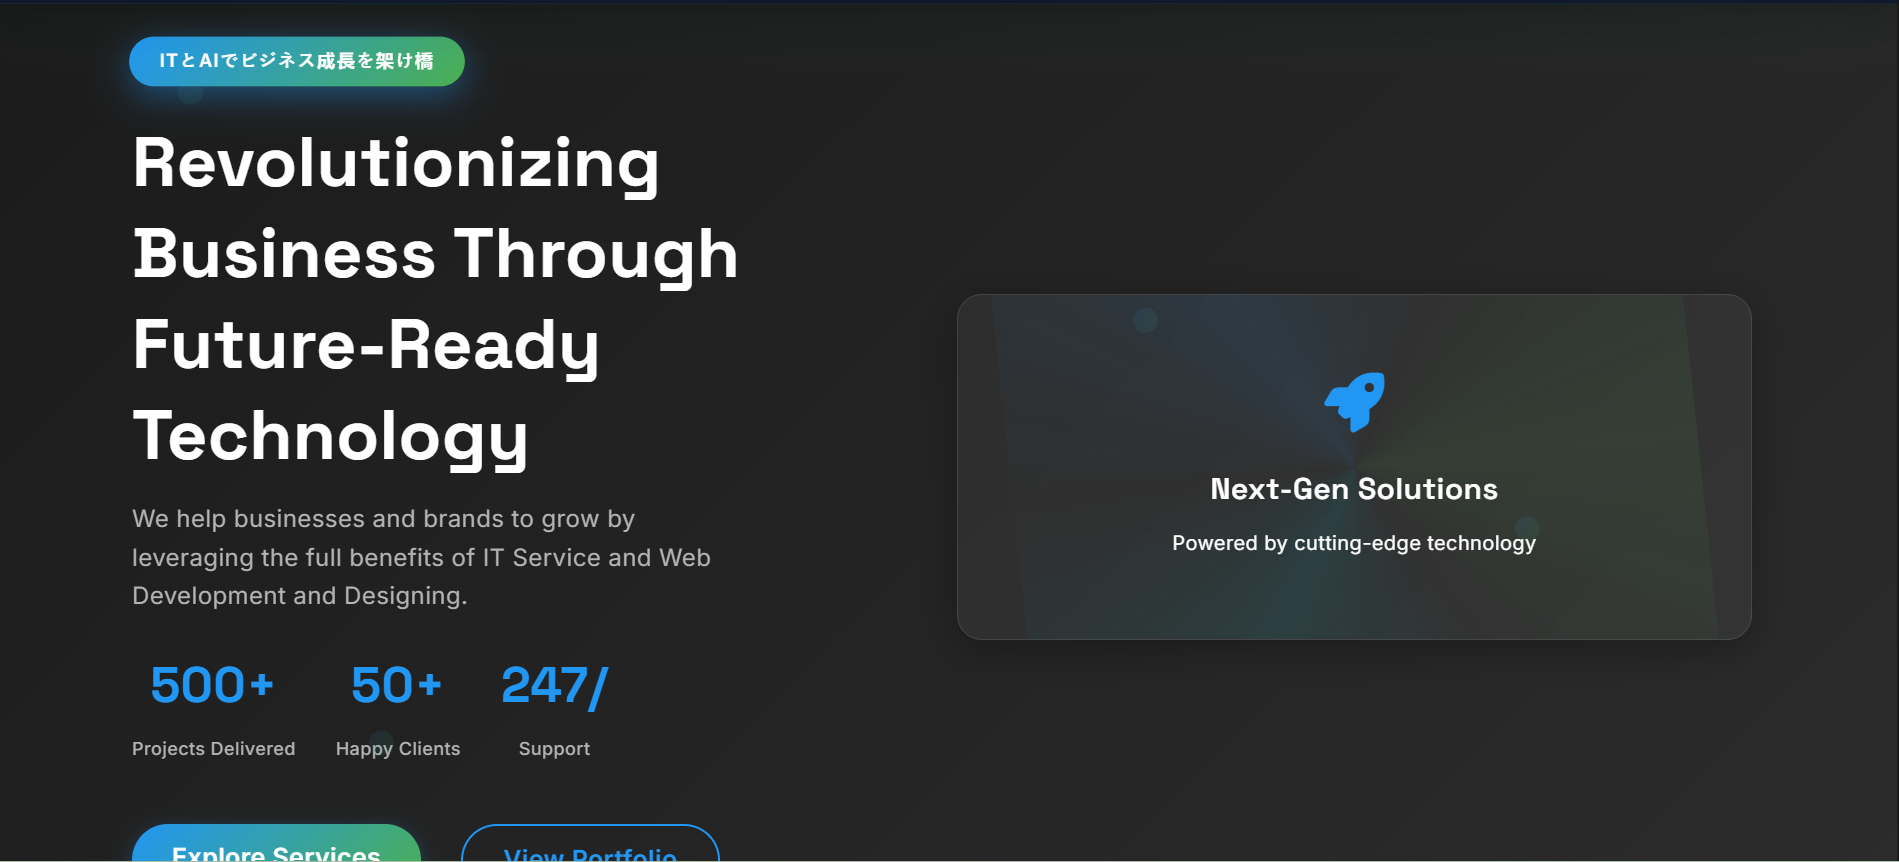 ITとAIでビジネス成長を架け橋
Revolutionizing
Business Through
Future-Ready
Technology
We help businesses and brands to grow by
leveraging the full benefits of IT Service and Web
Development and Designing.
500+
Projects Delivered
50+
Happy Clients
247/
Support
Explore Services
View Portfolio
Next-Gen Solutions
Powered by cutting-edge technology